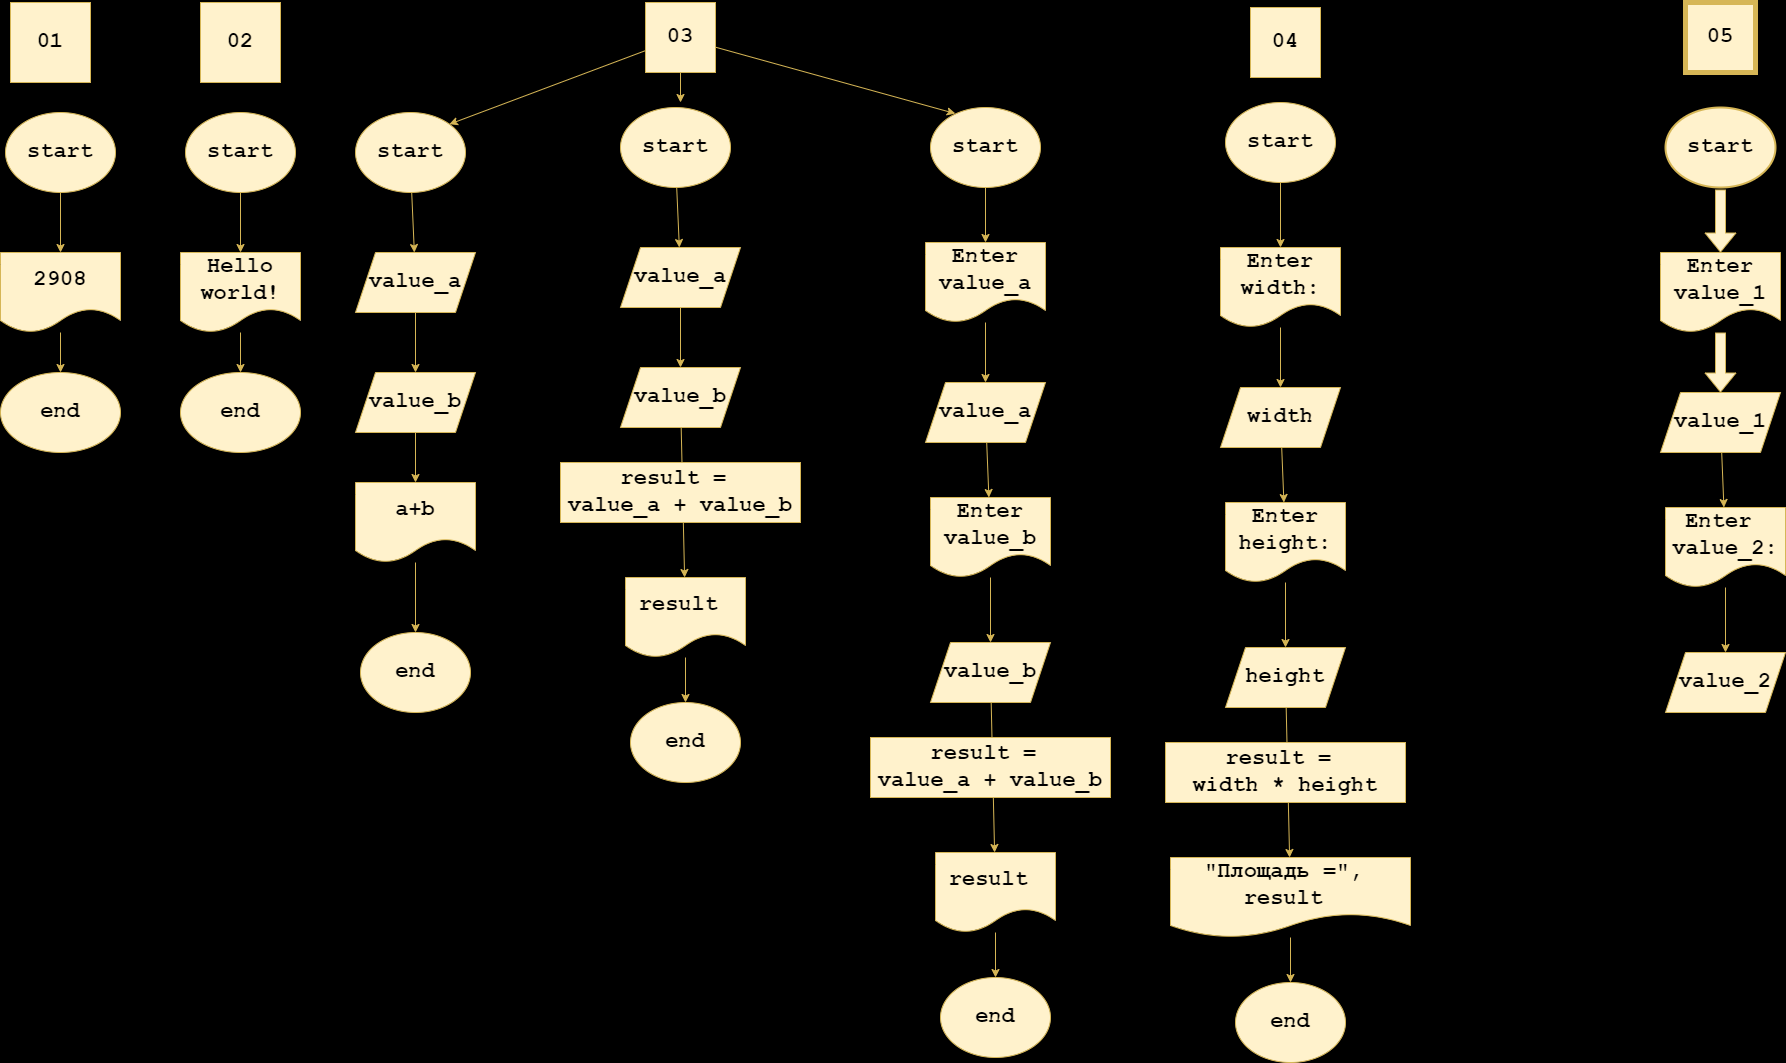 01
start
2908
end
02
start
Hello
world!
end
03
start
value_a
value_b
a+b
end
start
value_a
value_b
result =
value_a + value_b
result
end
start
Enter
value_a
value_a
Enter
value_b
value_b
result =
value_a + value_b
result
end
04
start
Enter
width:
width
Enter
height:
height
result =
width * height
"Площадь =",
result
end
05
start
Enter
value_1
value_1
Enter
value_2:
value_2